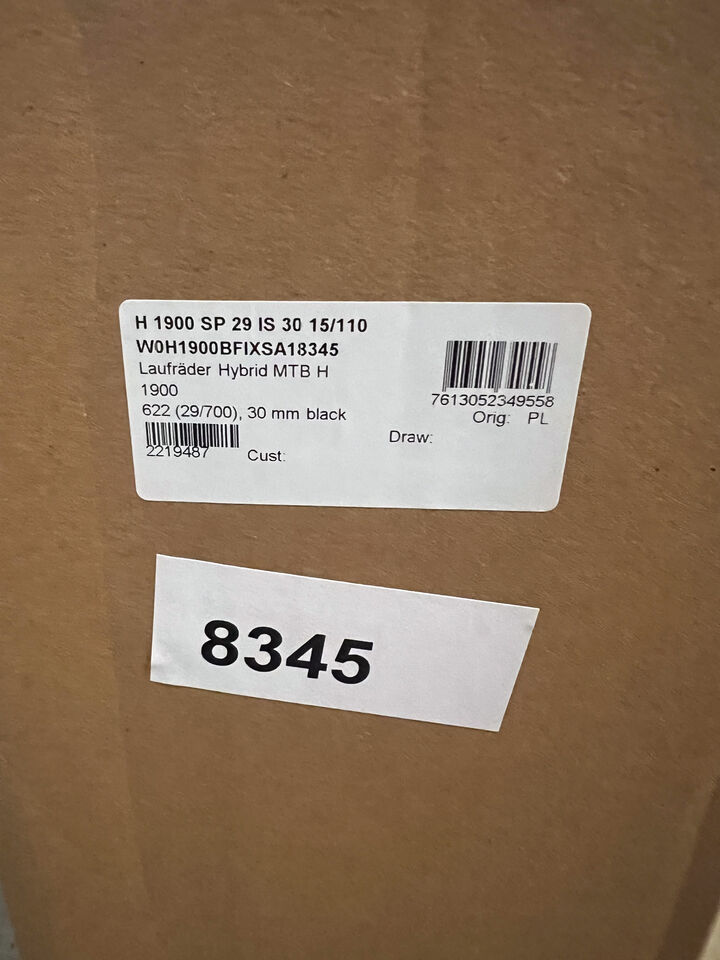 H 1900 SP 29 IS 30 15/110
W0H1900BFIXSA18345
Laufräder Hybrid MTB H
1900
622 (29/700), 30 mm black
7613052349558
Orig: PL
Draw:
2219487
Cust:
8345